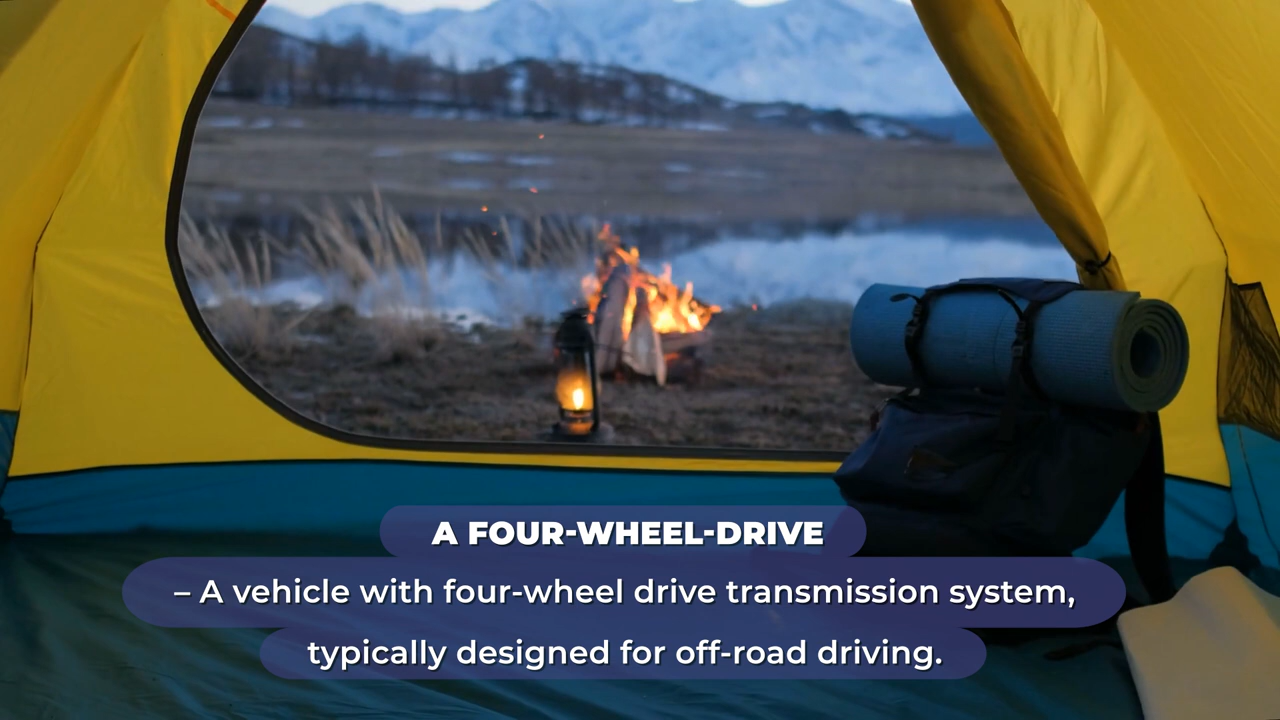 A FOUR-WHEEL-DRIVE
– A vehicle with four-wheel drive transmission system,
typically designed for off-road driving.